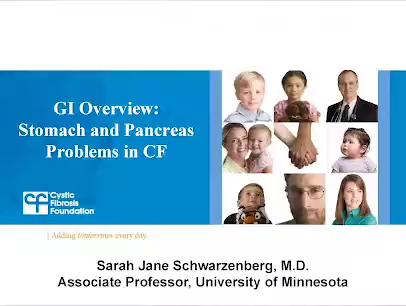 GI Overview:
Stomach and Pancreas
Problems in CF
CF
Cystic
Fibrosis
Foundation
| Adding tomorrows every day.
Sarah Jane Schwarzenberg, M.D.
Associate Professor, University of Minnesota